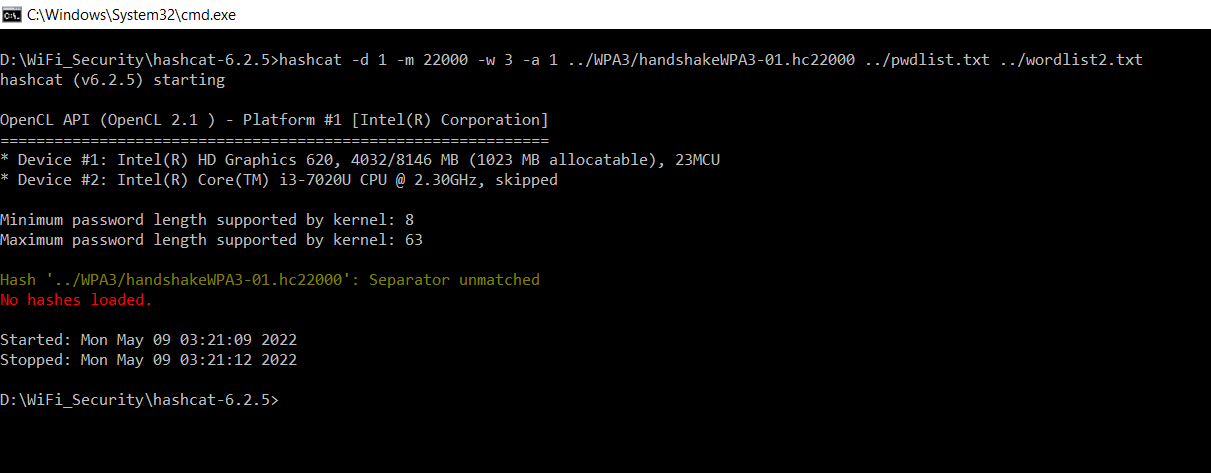 C:\Windows\System32\cmd.exe
D:\WiFi_Security\hashcat-6.2.5>hashcat -d 1 -m 22000 -w 3 -a 1 ../WPA3/handshakeWPA3-01.hc22000 ../pwdlist.txt ../wordlist2.txt
hashcat (v6.2.5) starting
OpenCL API (OpenCL 2.1 ) - Platform #1 [Intel(R) Corporation]
=============================================================
* Device #1: Intel(R) HD Graphics 620, 4032/8146 MB (1023 MB allocatable), 23MCU
* Device #2: Intel(R) Core(TM) i3-7020U CPU @ 2.30GHz, skipped
Minimum password length supported by kernel: 8
Maximum password length supported by kernel: 63
Hash '../WPA3/handshakeWPA3-01.hc22000': Separator unmatched
No hashes loaded.
Started: Mon May 09 03:21:09 2022
Stopped: Mon May 09 03:21:12 2022
D:\WiFi_Security\hashcat-6.2.5>